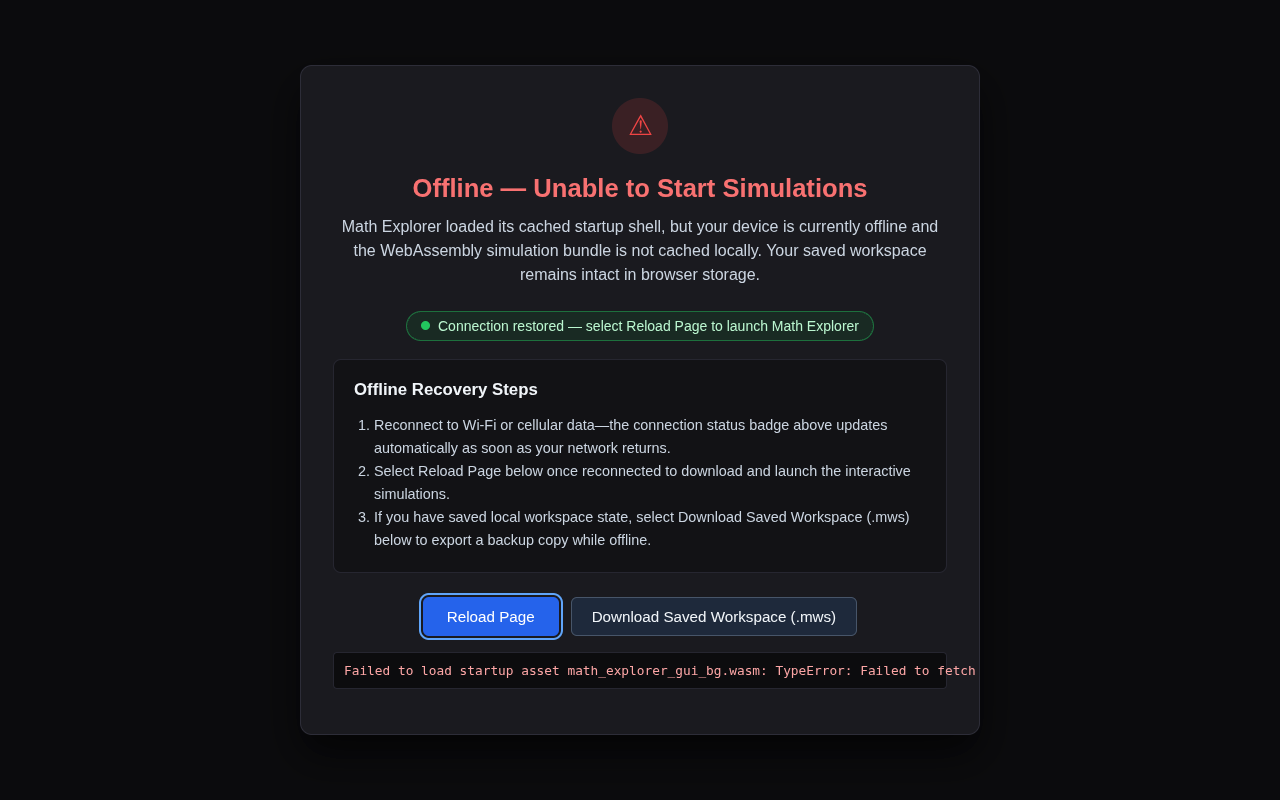 Offline — Unable to Start Simulations
Math Explorer loaded its cached startup shell, but your device is currently offline and
the WebAssembly simulation bundle is not cached locally. Your saved workspace
remains intact in browser storage.
Connection restored — select Reload Page to launch Math Explorer
Offline Recovery Steps
1. Reconnect to Wi-Fi or cellular data—the connection status badge above updates
automatically as soon as your network returns.
2. Select Reload Page below once reconnected to download and launch the interactive
simulations.
3. If you have saved local workspace state, select Download Saved Workspace (.mws)
below to export a backup copy while offline.
Reload Page
Download Saved Workspace (.mws)
Failed to load startup asset math_explorer_gui_bg.wasm: TypeError: Failed to fetch